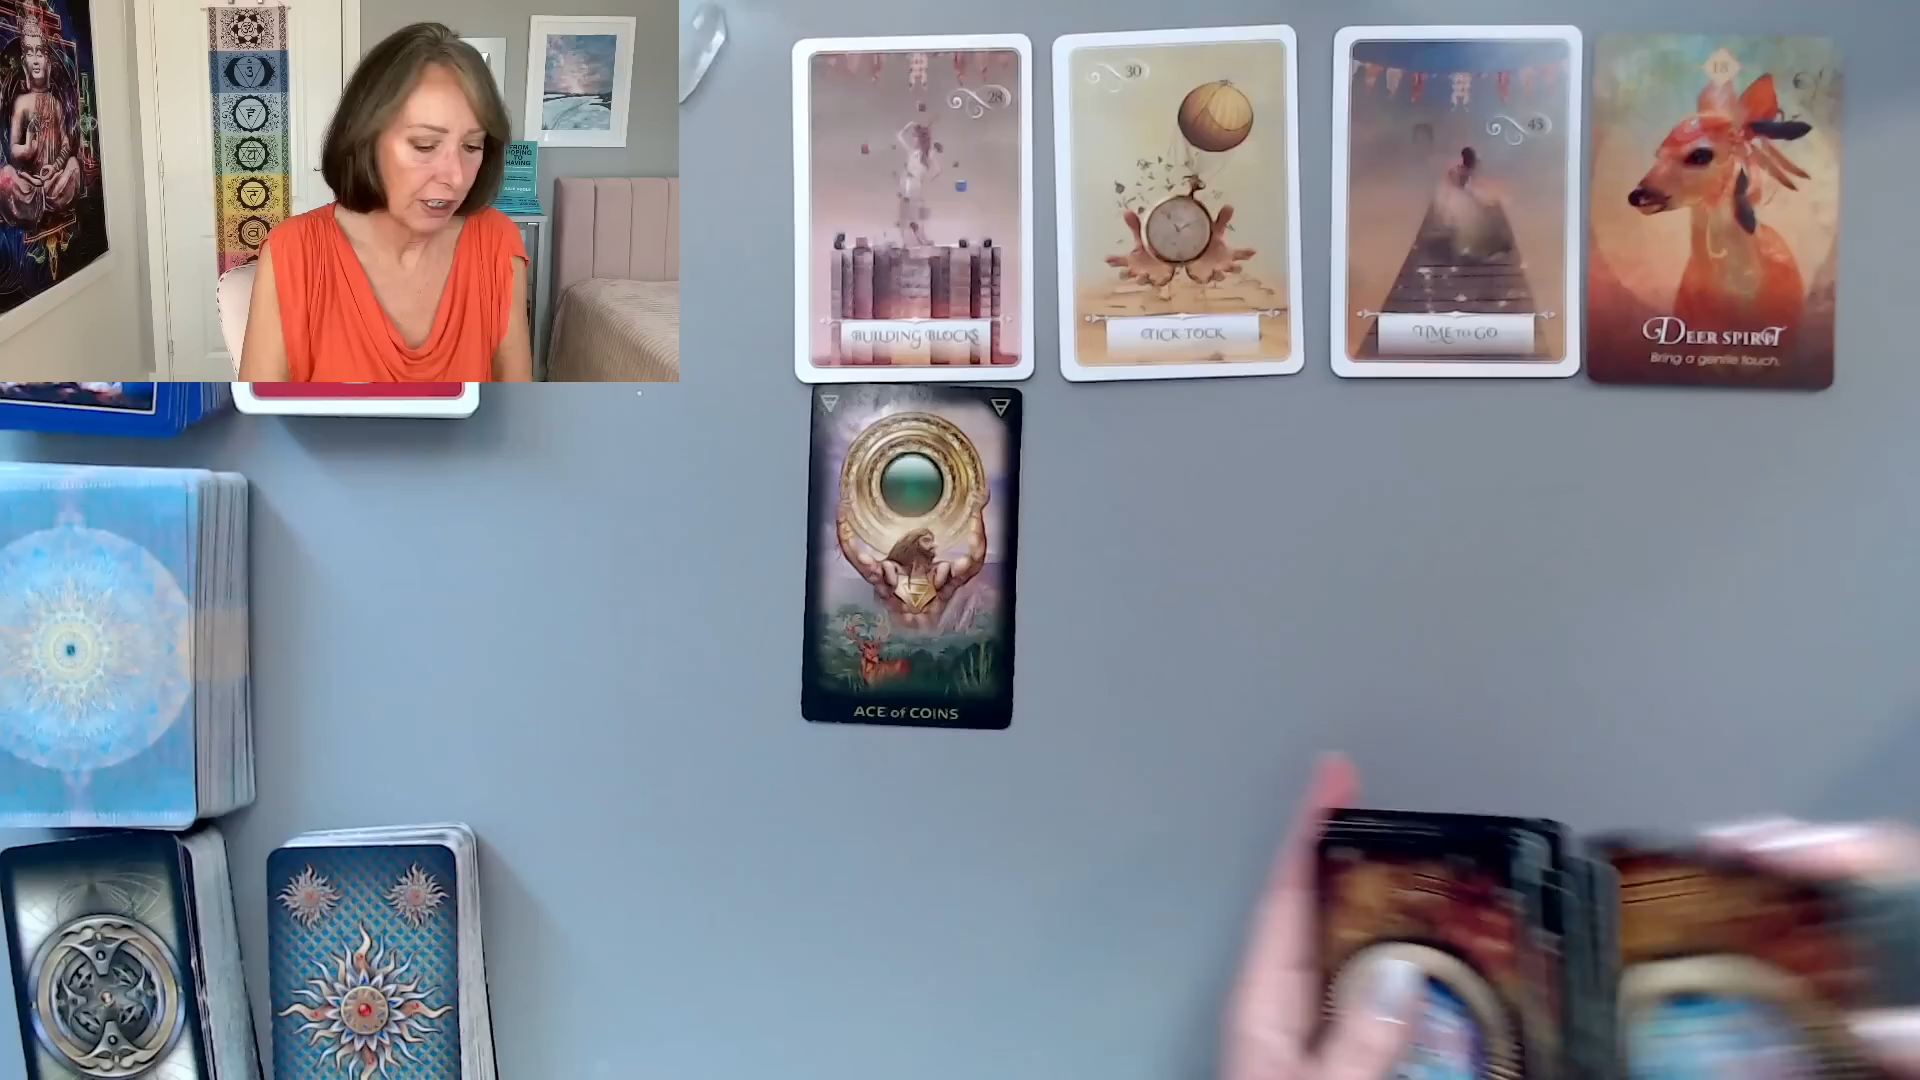 FROM
HOPING
TO
HAVING
28
BUILDING BLOCKS
30
TICK TOCK
45
TIME TO GO
18
DEER SPIRIT
Bring a gentle touch.
ACE of COINS